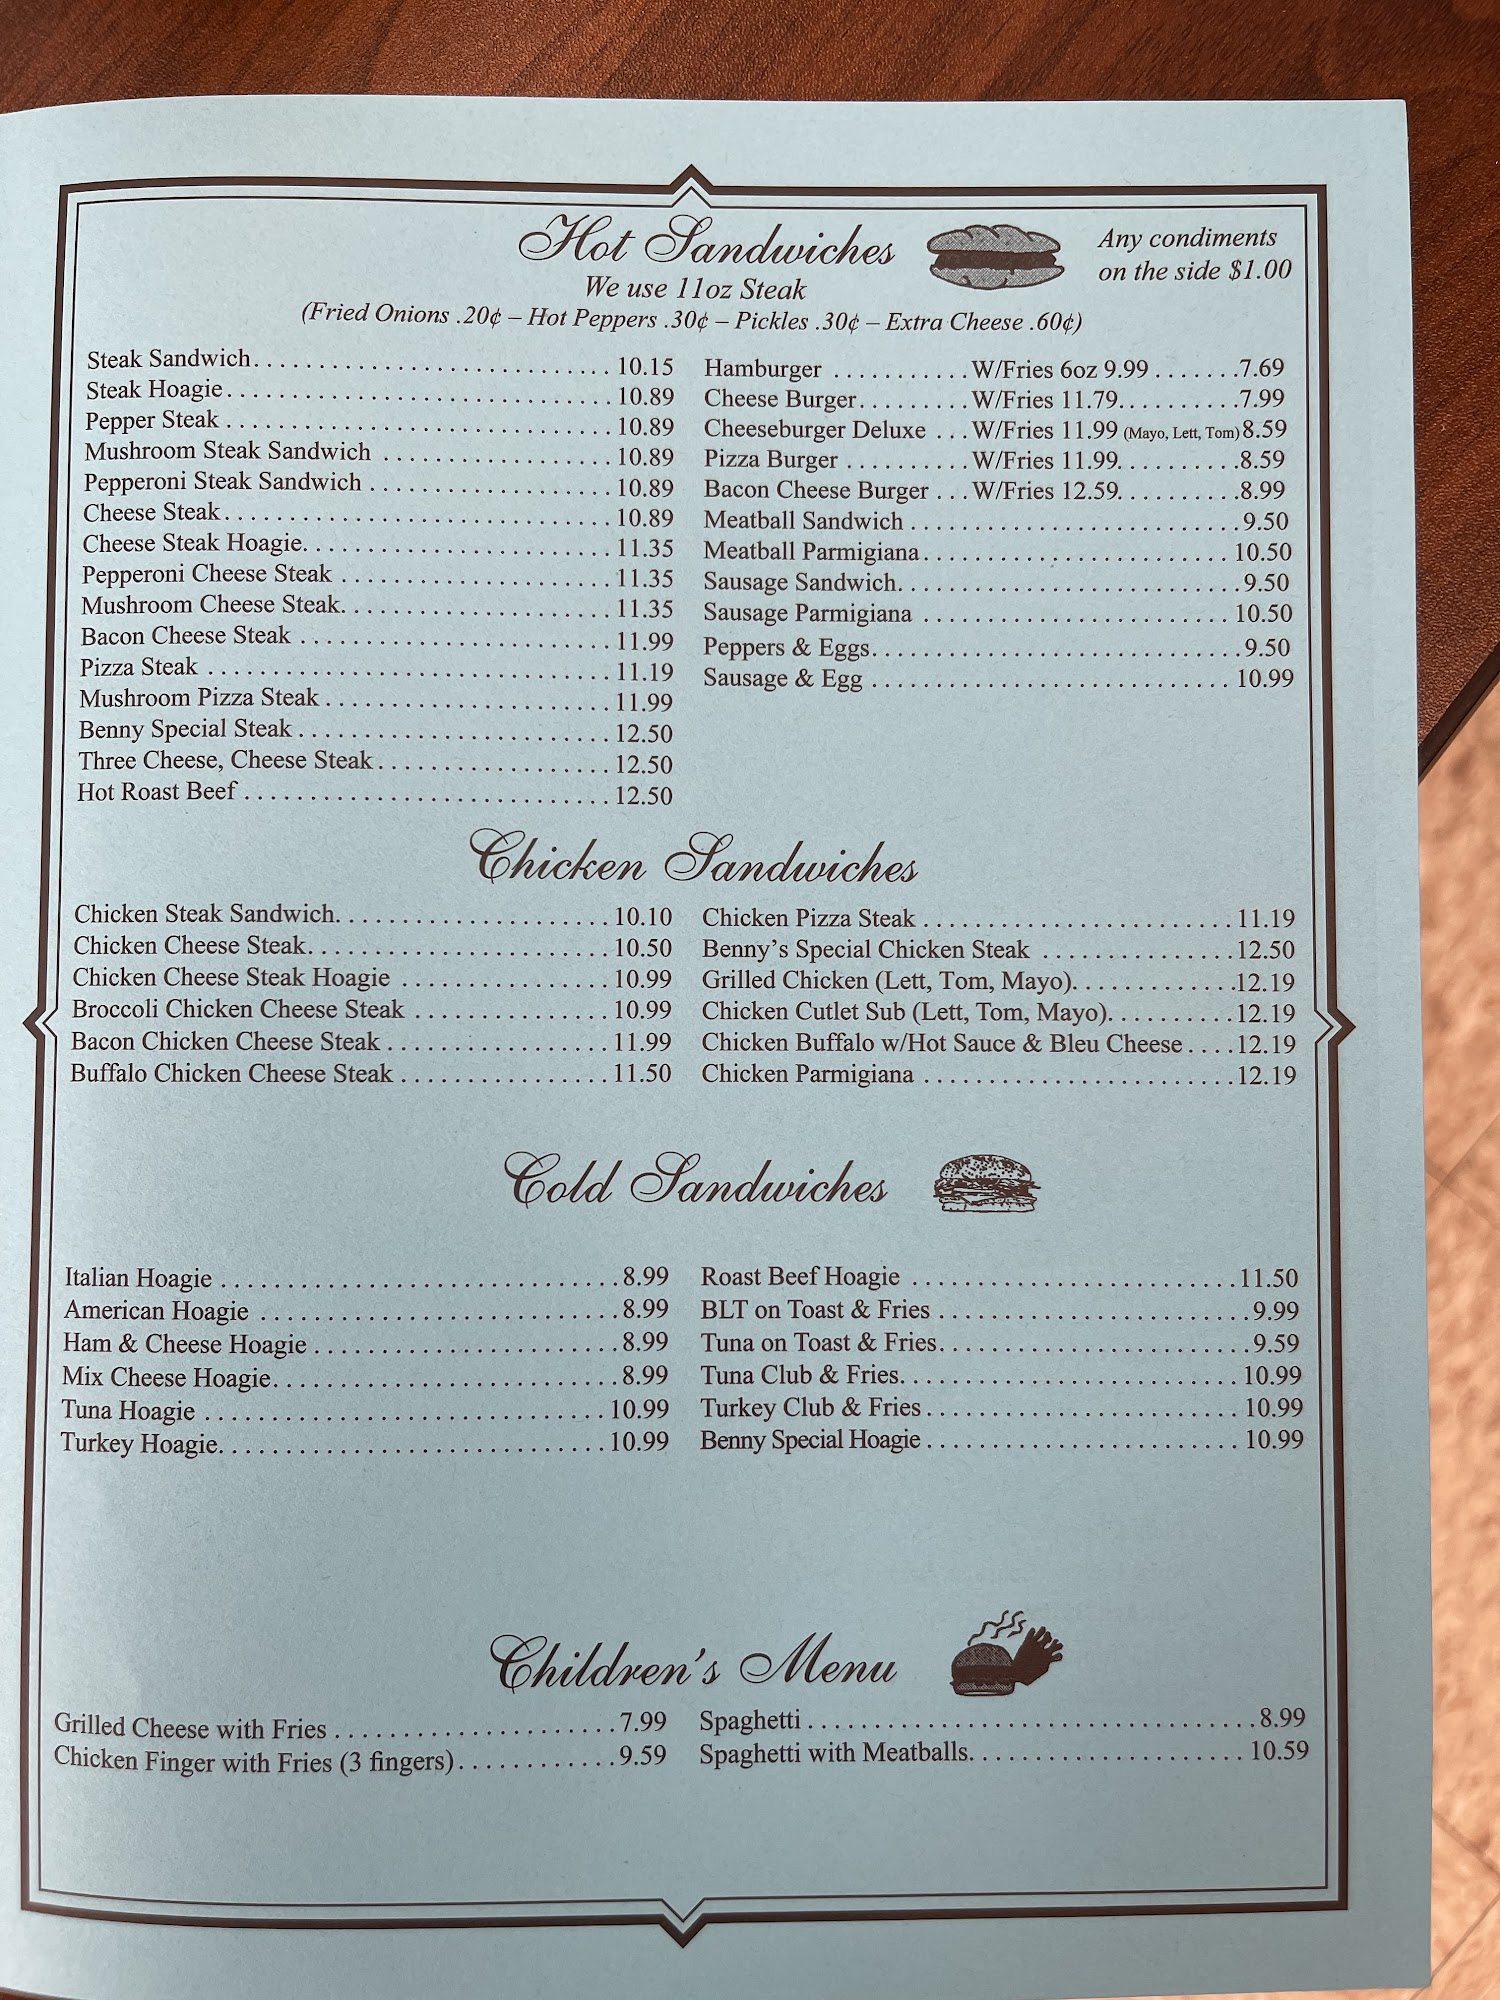 Hot Sandwiches
Any condiments
on the side $1.00
We use 11oz Steak
(Fried Onions .20¢ – Hot Peppers .30¢ – Pickles .30¢ – Extra Cheese .60¢)
Steak Sandwich 10.15
Steak Hoagie 10.89
Pepper Steak 10.89
Mushroom Steak Sandwich 10.89
Pepperoni Steak Sandwich 10.89
Cheese Steak 10.89
Cheese Steak Hoagie 11.35
Pepperoni Cheese Steak 11.35
Mushroom Cheese Steak 11.35
Bacon Cheese Steak 11.99
Pizza Steak 11.19
Mushroom Pizza Steak 11.99
Benny Special Steak 12.50
Three Cheese, Cheese Steak 12.50
Hot Roast Beef 12.50
Hamburger W/Fries 6oz 9.99 7.69
Cheese Burger W/Fries 11.79 7.99
Cheeseburger Deluxe W/Fries 11.99 (Mayo, Lett, Tom) 8.59
Pizza Burger W/Fries 11.99 8.59
Bacon Cheese Burger W/Fries 12.59 8.99
Meatball Sandwich 9.50
Meatball Parmigiana 10.50
Sausage Sandwich 9.50
Sausage Parmigiana 10.50
Peppers & Eggs 9.50
Sausage & Egg 10.99
Chicken Sandwiches
Chicken Steak Sandwich 10.10
Chicken Cheese Steak 10.50
Chicken Cheese Steak Hoagie 10.99
Broccoli Chicken Cheese Steak 10.99
Bacon Chicken Cheese Steak 11.99
Buffalo Chicken Cheese Steak 11.50
Chicken Pizza Steak 11.19
Benny's Special Chicken Steak 12.50
Grilled Chicken (Lett, Tom, Mayo) 12.19
Chicken Cutlet Sub (Lett, Tom, Mayo) 12.19
Chicken Buffalo w/Hot Sauce & Bleu Cheese 12.19
Chicken Parmigiana 12.19
Cold Sandwiches
Italian Hoagie 8.99
American Hoagie 8.99
Ham & Cheese Hoagie 8.99
Mix Cheese Hoagie 8.99
Tuna Hoagie 10.99
Turkey Hoagie 10.99
Roast Beef Hoagie 11.50
BLT on Toast & Fries 9.99
Tuna on Toast & Fries 9.59
Tuna Club & Fries 10.99
Turkey Club & Fries 10.99
Benny Special Hoagie 10.99
Children's Menu
Grilled Cheese with Fries 7.99
Chicken Finger with Fries (3 fingers) 9.59
Spaghetti 8.99
Spaghetti with Meatballs 10.59